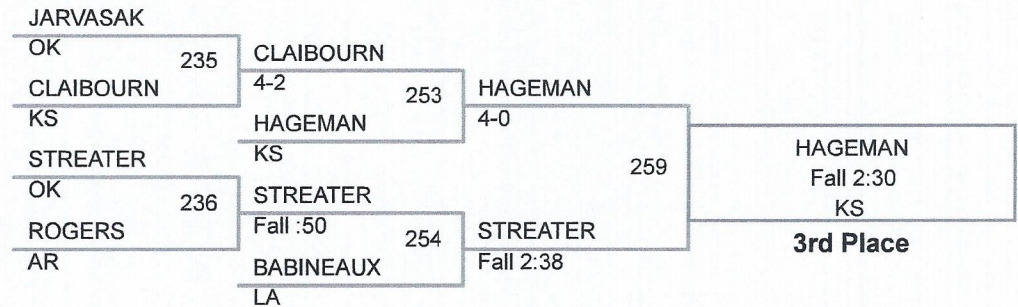 JARVASAK
OK
235
CLAIBOURN
KS
CLAIBOURN
4-2
253
HAGEMAN
KS
HAGEMAN
4-0
STREATER
OK
236
ROGERS
AR
STREATER
Fall :50
254
BABINEAUX
LA
STREATER
Fall 2:38
259
HAGEMAN
Fall 2:30
KS
3rd Place